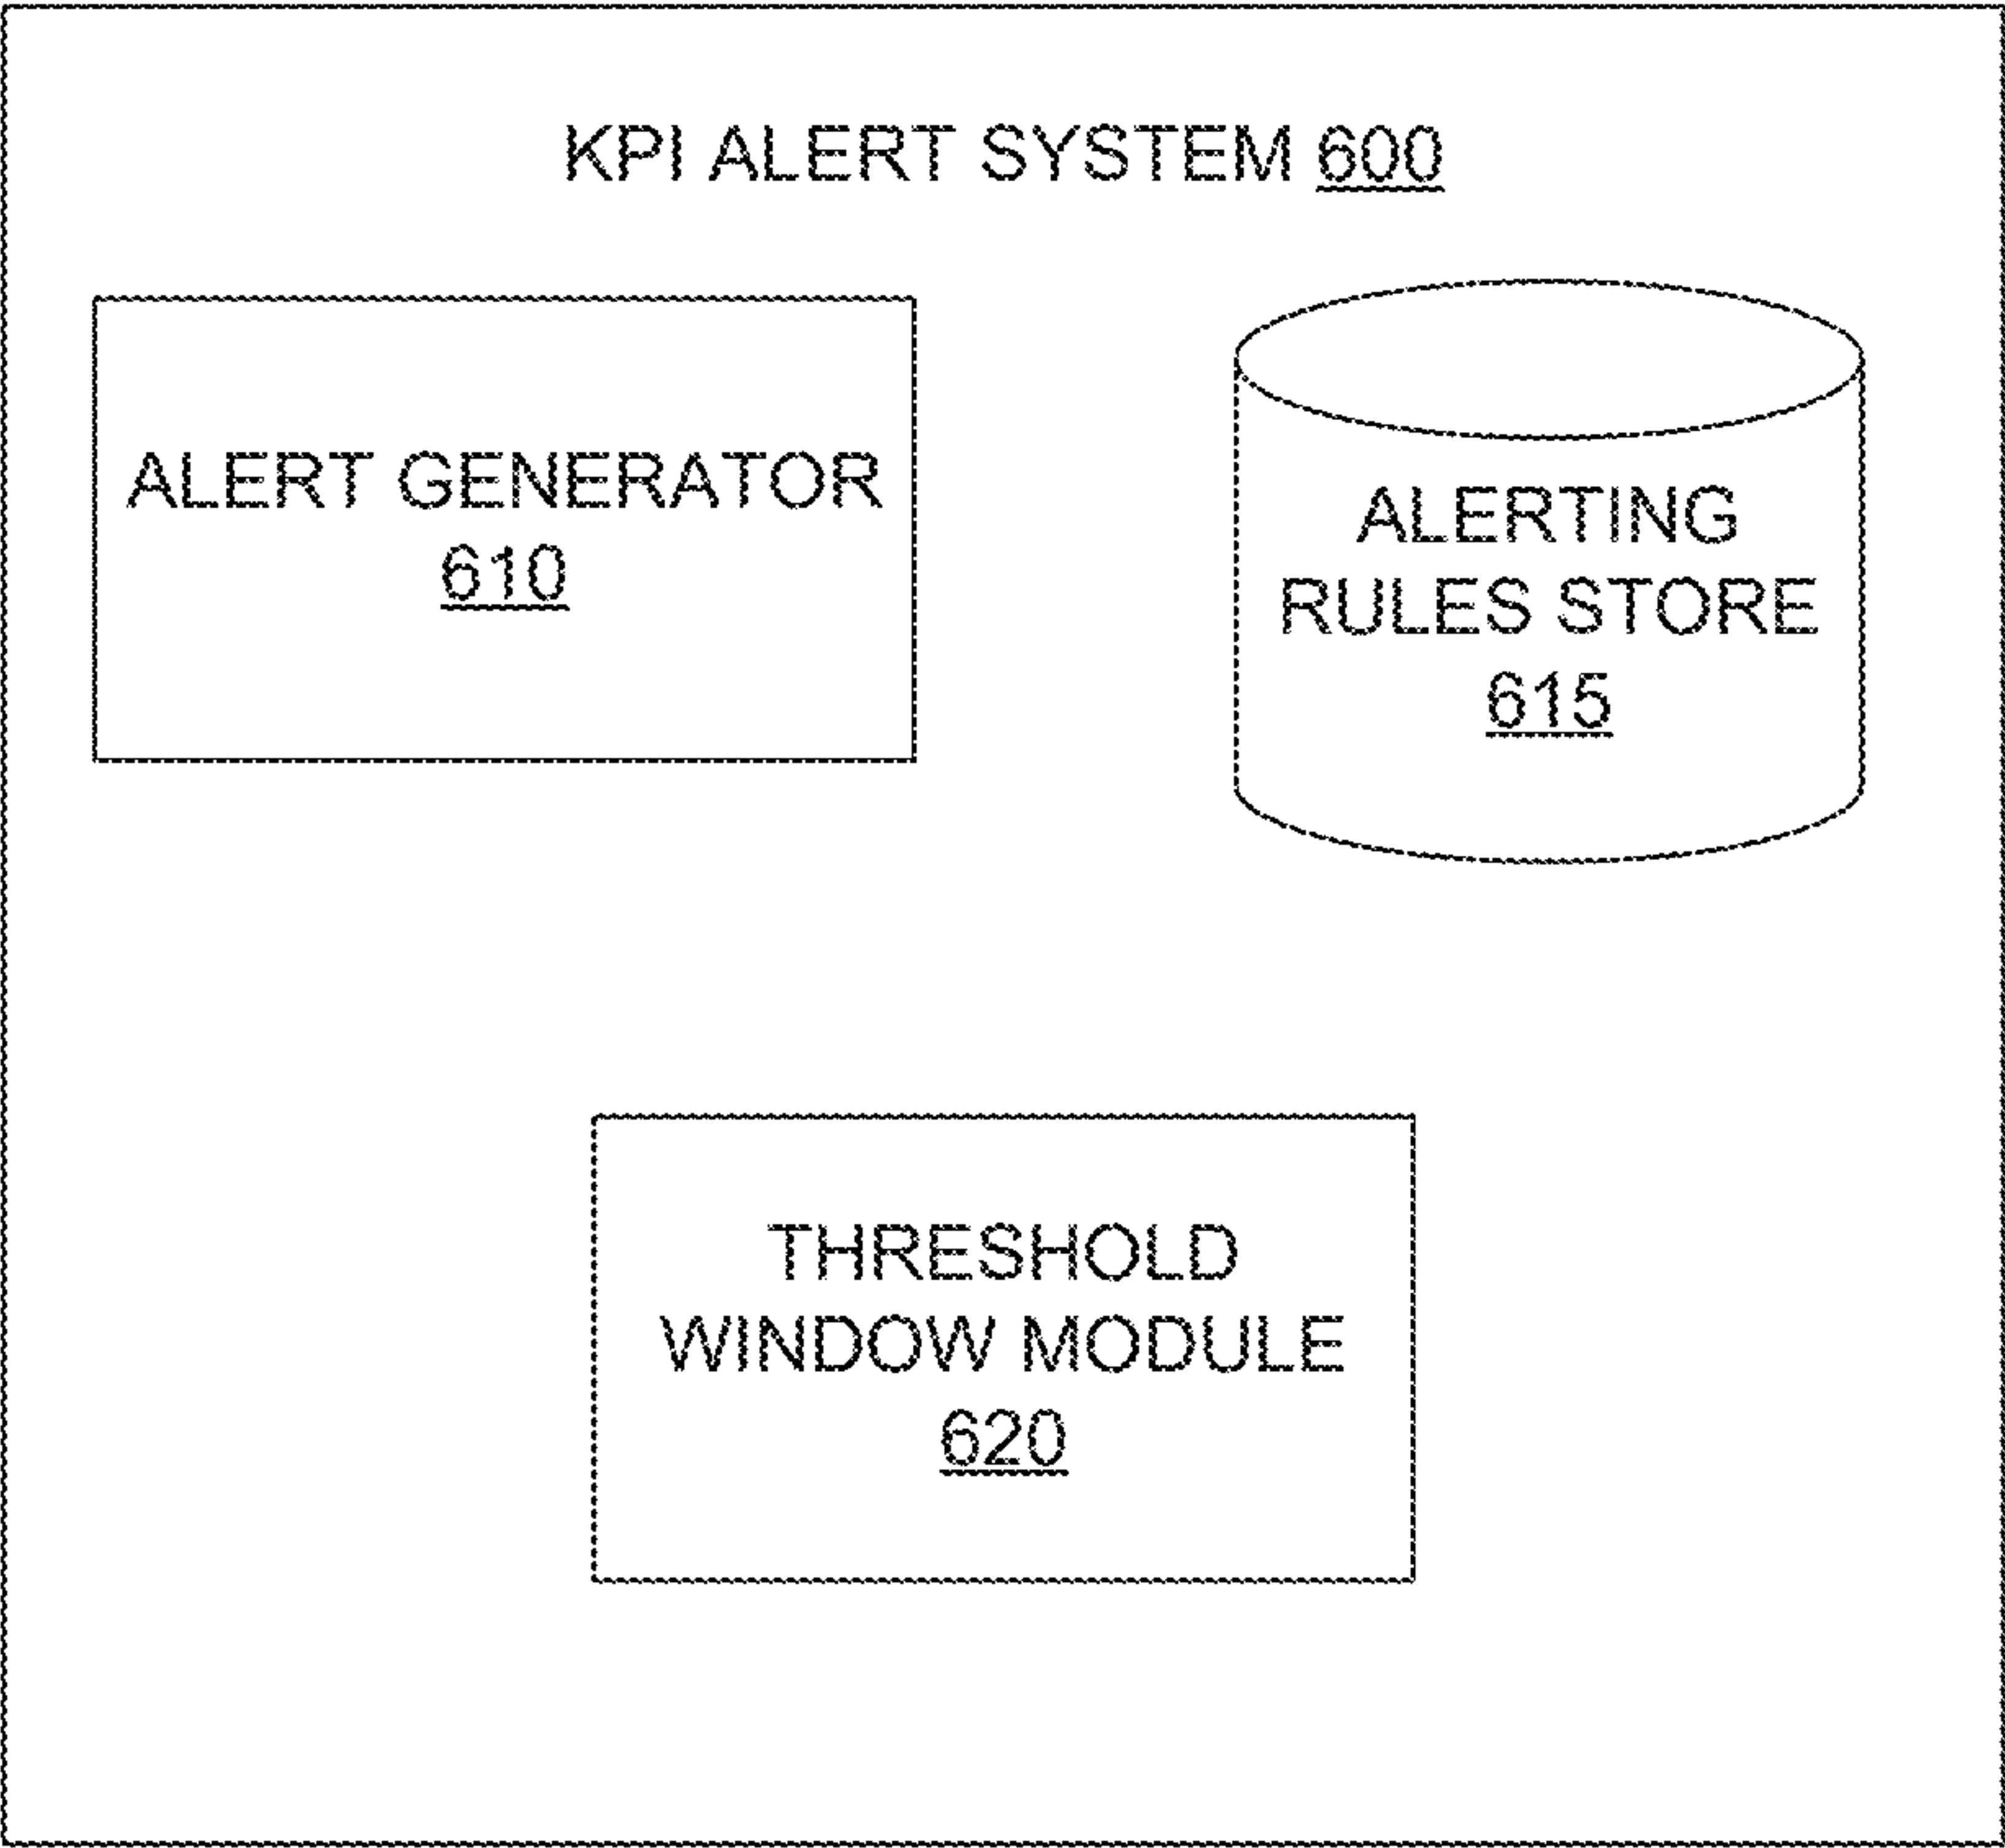 KPI ALERT SYSTEM 600
ALERT GENERATOR
610
ALERTING
RULES STORE
615
THRESHOLD
WINDOW MODULE
620